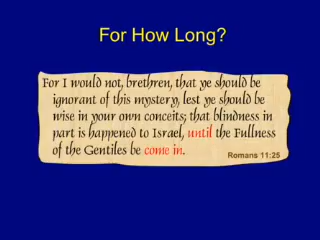 For How Long?
For I would not, brethren, that ye should be
ignorant of this mystery, lest ye should be
wise in your own conceits; that blindness in
part is happened to Israel, until the Fullness
of the Gentiles be come in.
Romans 11:25